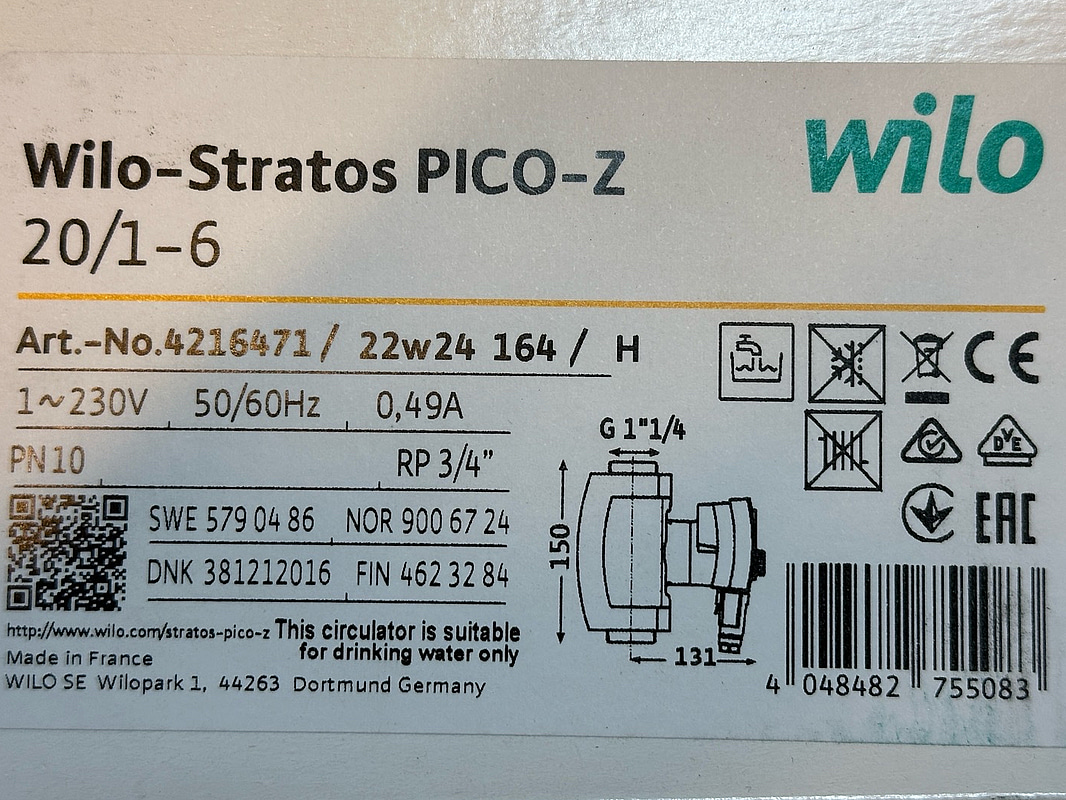 wilo
Wilo-Stratos PICO-Z
20/1-6
Art.-No.4216471/ 22w24 164 / H
1~230V 50/60Hz 0,49A
PN10 RP 3/4”
SWE 579 04 86 NOR 900 67 24
DNK 381212016 FIN 462 32 84
http://www.wilo.com/stratos-pico-z This circulator is suitable
for drinking water only
Made in France
WILO SE Wilopark 1, 44263 Dortmund Germany
G 1"1/4
150
131
CE
DVE
EAC
4 048482 755083